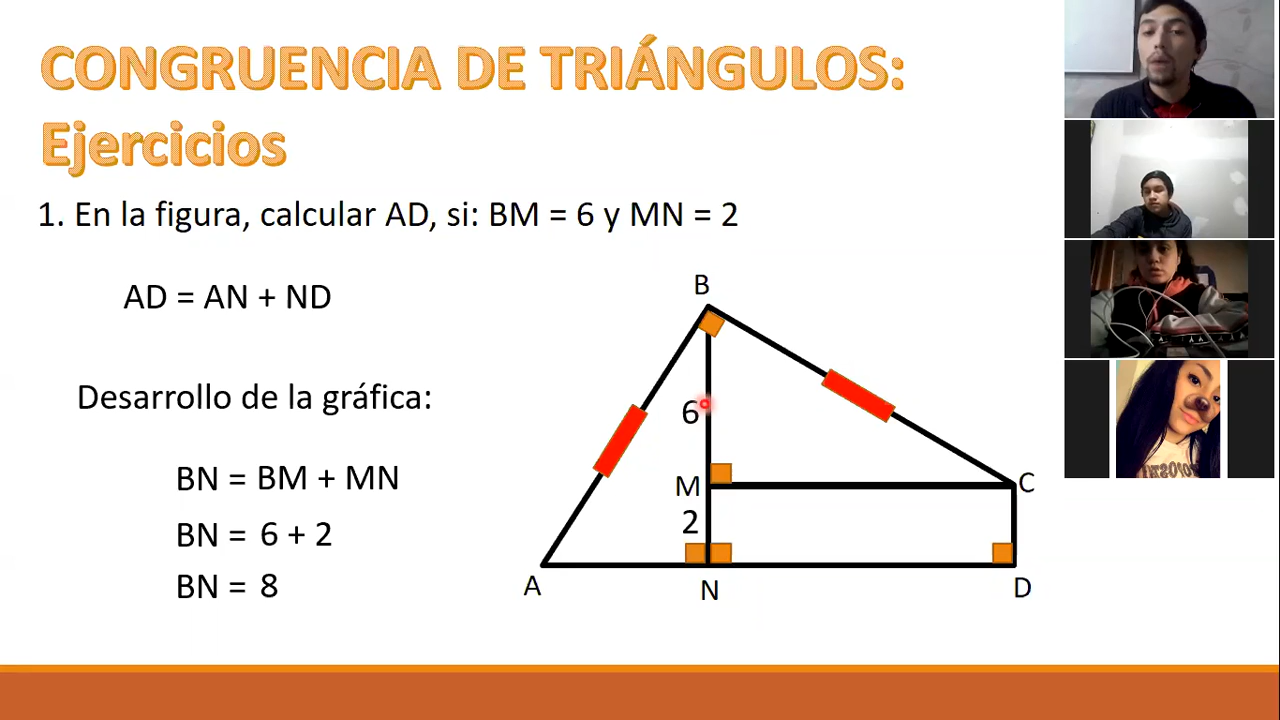 CONGRUENCIA DE TRIÁNGULOS:
Ejercicios
1. En la figura, calcular AD, si: BM = 6 y MN = 2
AD = AN + ND
Desarrollo de la gráfica:
BN = BM + MN
BN = 6 + 2
BN = 8
B
6
M
C
2
A
N
D